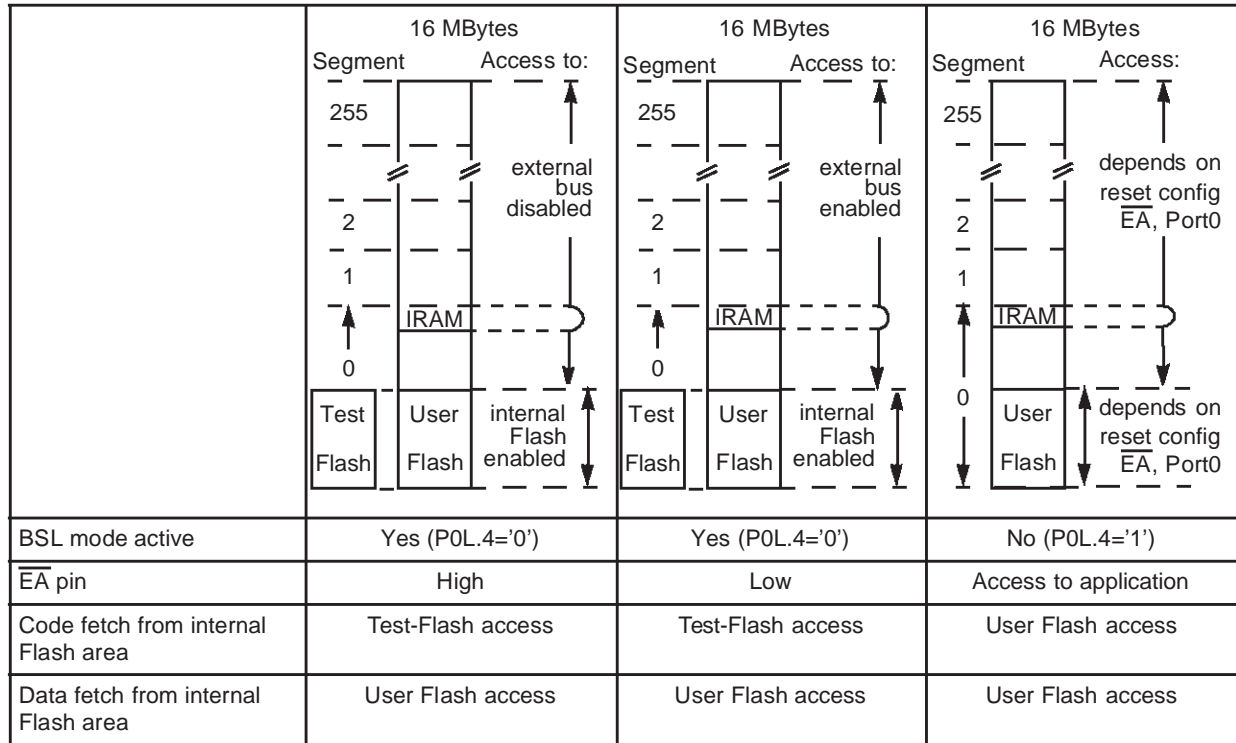 16 MBytes
Segment Access to:
255
external
bus
disabled
2
1
IRAM
0
Test
Flash
User
Flash
internal
Flash
enabled
16 MBytes
Segment Access to:
255
external
bus
enabled
2
1
IRAM
0
Test
Flash
User
Flash
internal
Flash
enabled
16 MBytes
Segment Access:
255
depends on
reset config
E̅A̅, Port0
2
1
IRAM
0
User
Flash
depends on
reset config
E̅A̅, Port0
BSL mode active Yes (P0L.4=’0’) Yes (P0L.4=’0’) No (P0L.4=’1’)
E̅A̅ pin High Low Access to application
Code fetch from internal Test-Flash access Test-Flash access User Flash access
Flash area
Data fetch from internal User Flash access User Flash access User Flash access
Flash area